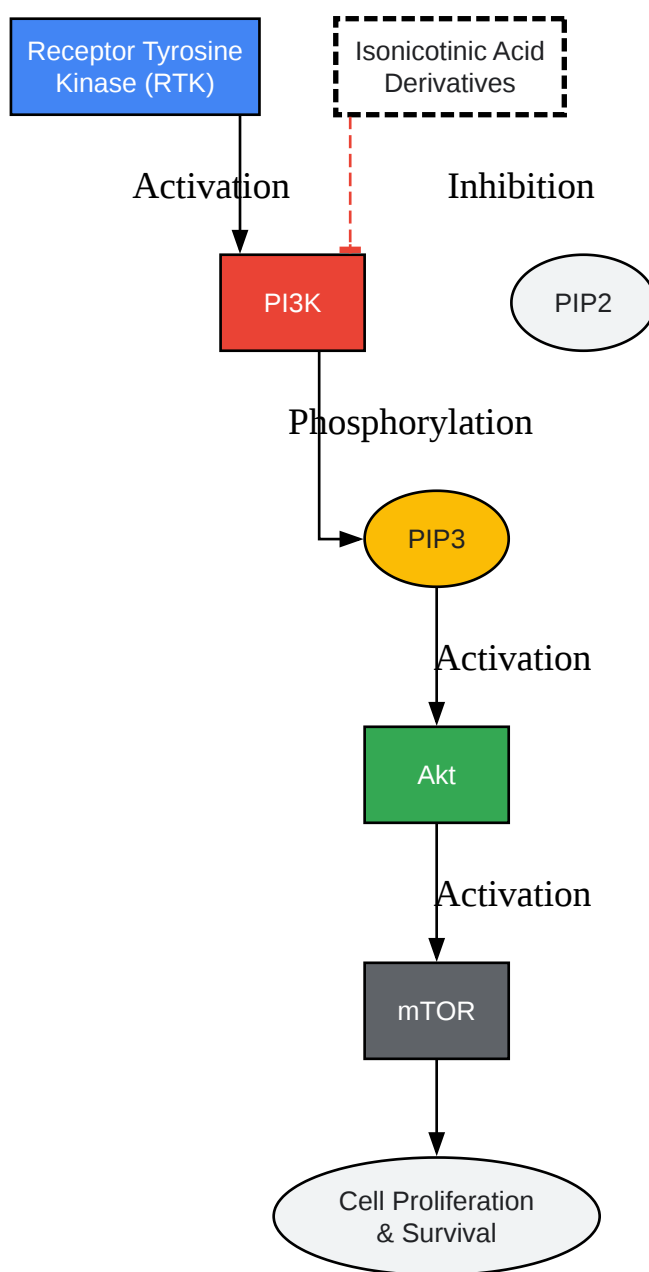 Receptor Tyrosine
Kinase (RTK)
Isonicotinic Acid
Derivatives
Activation
Inhibition
PI3K
PIP2
Phosphorylation
PIP3
Activation
Akt
Activation
mTOR
Cell Proliferation
& Survival